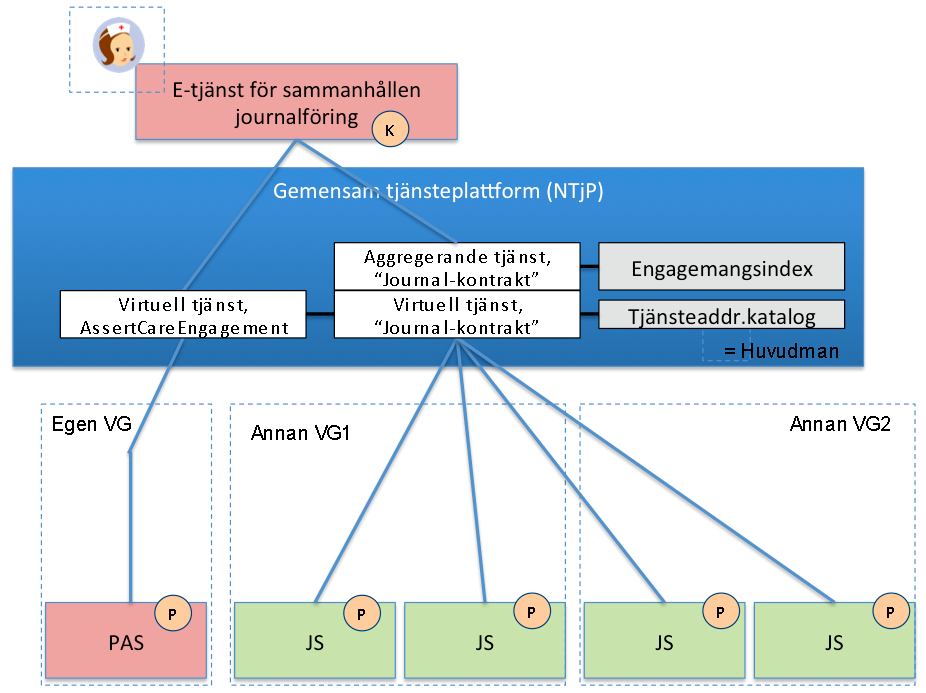 E-tjänst för sammanhållen
journalföring
K
Gemensam tjänsteplattform (NTjP)
Aggregerande tjänst,
“Journal-kontrakt”
Engagemangsindex
Virtuell tjänst,
AssertCareEngagement
Virtuell tjänst,
“Journal-kontrakt”
Tjänsteaddr.katalog
= Huvudman
Egen VG
Annan VG1
Annan VG2
P
PAS
P
JS
P
JS
P
JS
P
JS